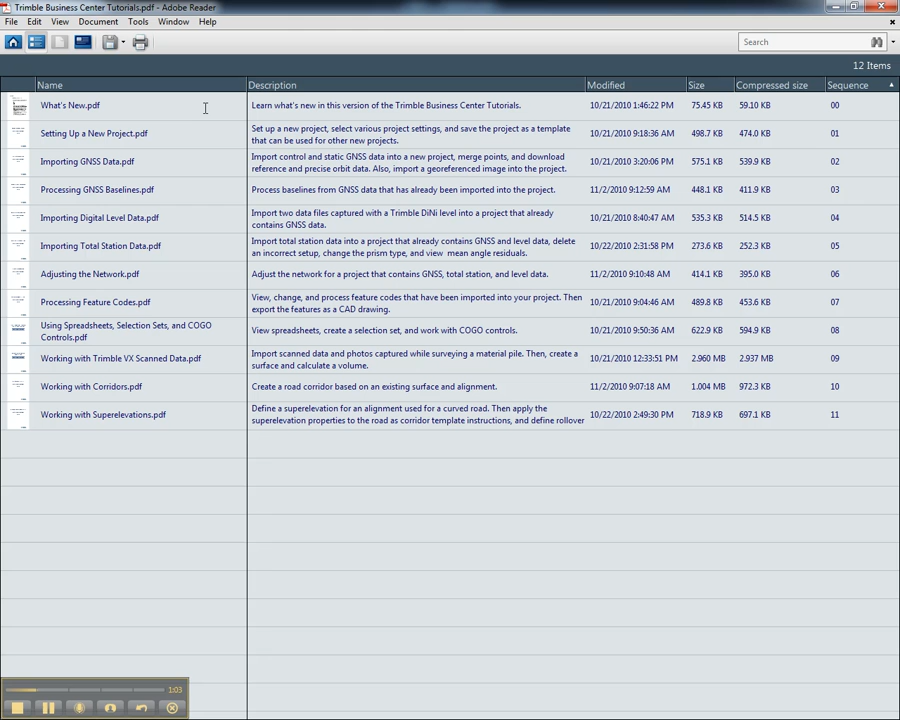 Trimble Business Center Tutorials.pdf - Adobe Reader
File Edit View Document Tools Window Help
Search
12 Items
Name Description Modified Size Compressed size Sequence
What's New.pdf Learn what's new in this version of the Trimble Business Center Tutorials. 10/21/2010 1:46:22 PM 75.45 KB 59.10 KB 00
Setting Up a New Project.pdf Set up a new project, select various project settings, and save the project as a template 10/21/2010 9:18:36 AM 498.7 KB 474.0 KB 01
that can be used for other new projects.
Importing GNSS Data.pdf Import control and static GNSS data into a new project, merge points, and download 10/21/2010 3:20:06 PM 575.1 KB 539.9 KB 02
reference and precise orbit data. Also, import a georeferenced image into the project.
Processing GNSS Baselines.pdf Process baselines from GNSS data that has already been imported into the project. 11/2/2010 9:12:59 AM 448.1 KB 411.9 KB 03
Importing Digital Level Data.pdf Import two data files captured with a Trimble DiNi level into a project that already 10/21/2010 8:40:47 AM 535.3 KB 514.5 KB 04
contains GNSS data.
Importing Total Station Data.pdf Import total station data into a project that already contains GNSS and level data, delete 10/22/2010 2:31:58 PM 273.6 KB 252.3 KB 05
an incorrect setup, change the prism type, and view mean angle residuals.
Adjusting the Network.pdf Adjust the network for a project that contains GNSS, total station, and level data. 11/2/2010 9:10:48 AM 414.1 KB 395.0 KB 06
Processing Feature Codes.pdf View, change, and process feature codes that have been imported into your project. Then 11/2/2010 9:04:46 AM 489.8 KB 453.6 KB 07
export the features as a CAD drawing.
Using Spreadsheets, Selection Sets, and COGO View spreadsheets, create a selection set, and work with COGO controls. 10/21/2010 9:50:36 AM 622.9 KB 594.9 KB 08
Controls.pdf
Working with Trimble VX Scanned Data.pdf Import scanned data and photos captured while surveying a material pile. Then, create a 10/21/2010 12:33:51 PM 2.960 MB 2.937 MB 09
surface and calculate a volume.
Working with Corridors.pdf Create a road corridor based on an existing surface and alignment. 11/2/2010 9:07:18 AM 1.004 MB 972.3 KB 10
Working with Superelevations.pdf Define a superelevation for an alignment used for a curved road. Then apply the 10/22/2010 2:49:30 PM 718.9 KB 697.1 KB 11
superelevation properties to the road as corridor template instructions, and define rollover
1:03